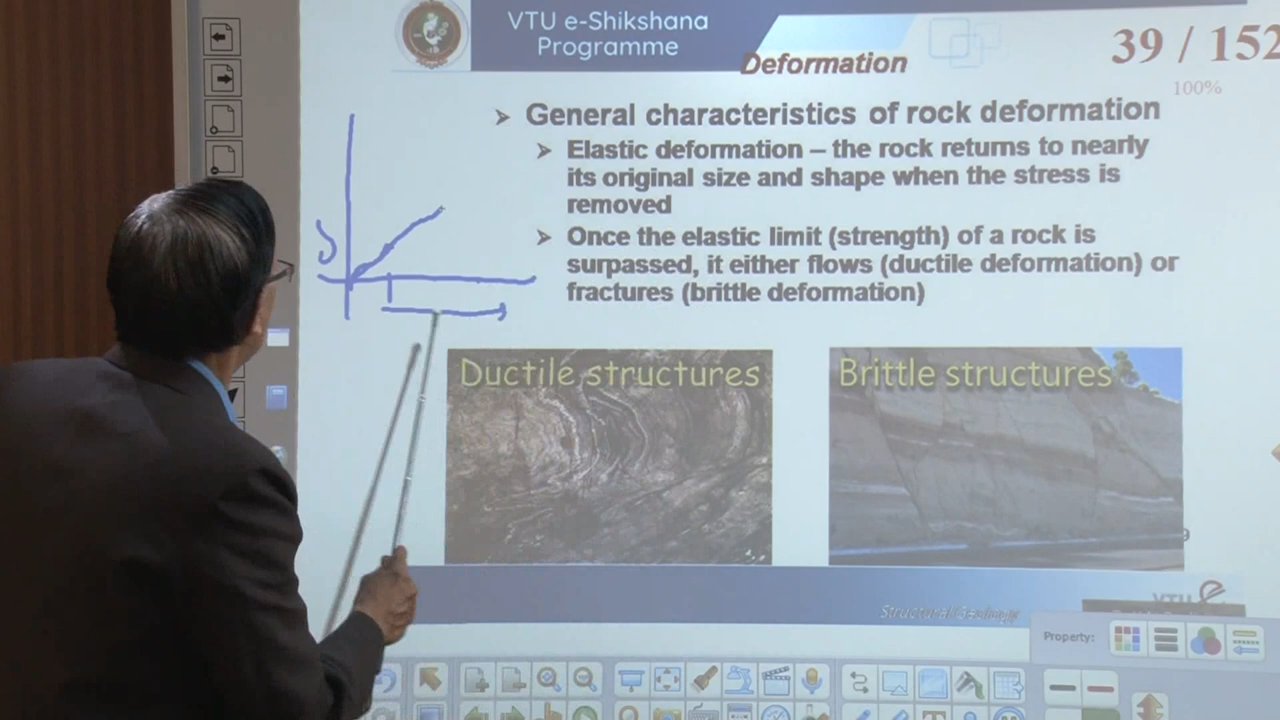 VTU e-Shikshana
Programme
Deformation
39 / 152
100%
➢ General characteristics of rock deformation
➢ Elastic deformation – the rock returns to nearly
its original size and shape when the stress is
removed
➢ Once the elastic limit (strength) of a rock is
surpassed, it either flows (ductile deformation) or
fractures (brittle deformation)
Ductile structures
Brittle structures
9
VTU e
Structural Geology
Property: